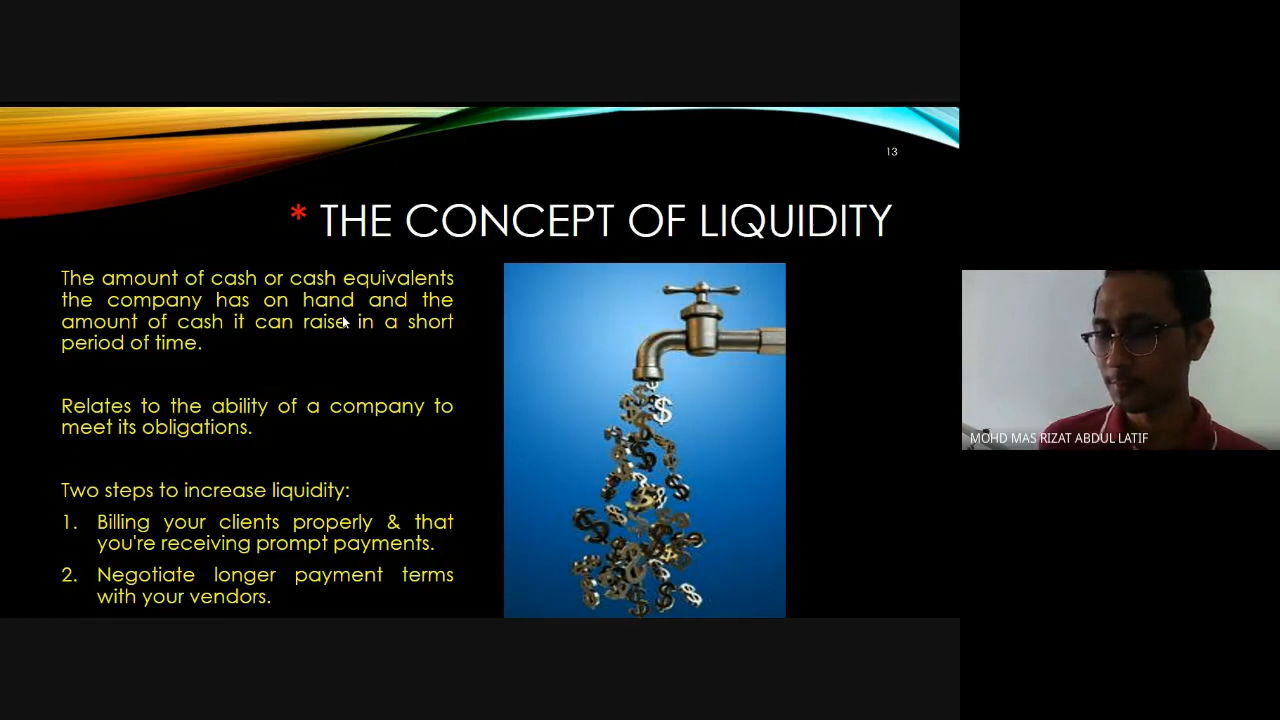 13
* THE CONCEPT OF LIQUIDITY
The amount of cash or cash equivalents
the company has on hand and the
amount of cash it can raise in a short
period of time.
Relates to the ability of a company to
meet its obligations.
Two steps to increase liquidity:
1. Billing your clients properly & that
you're receiving prompt payments.
2. Negotiate longer payment terms
with your vendors.
MOHD MAS RIZAT ABDUL LATIF